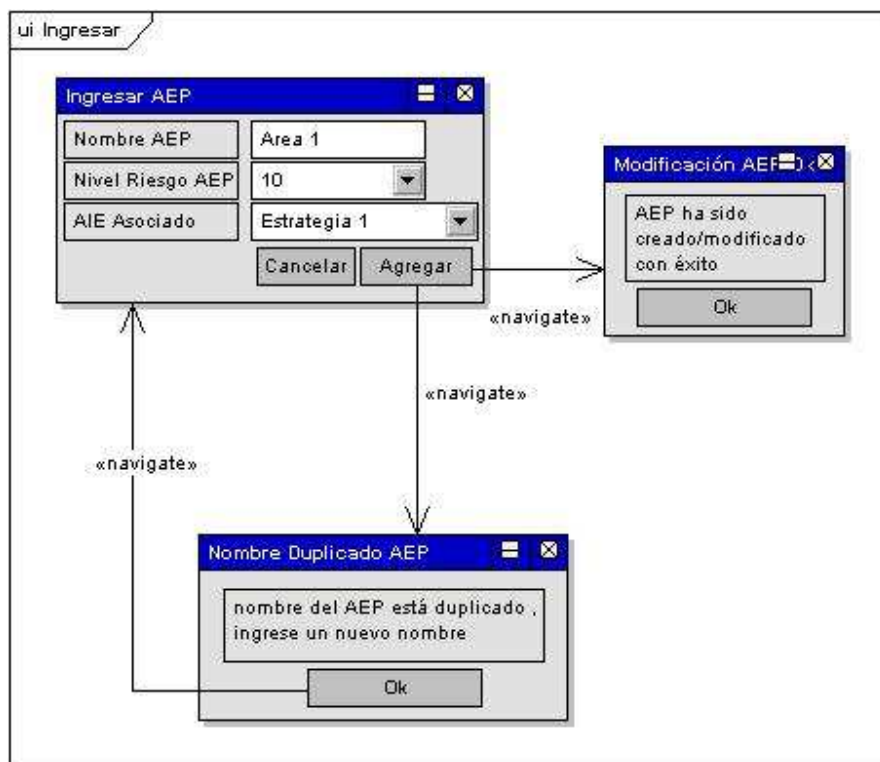 ui Ingresar
Ingresar AEP
Nombre AEP
Area 1
Nivel Riesgo AEP
10
AIE Asociado
Estrategia 1
Cancelar
Agregar
Modificación AEP
AEP ha sido
creado/modificado
con éxito
Ok
«navigate»
«navigate»
«navigate»
Nombre Duplicado AEP
nombre del AEP está duplicado ,
ingrese un nuevo nombre
Ok